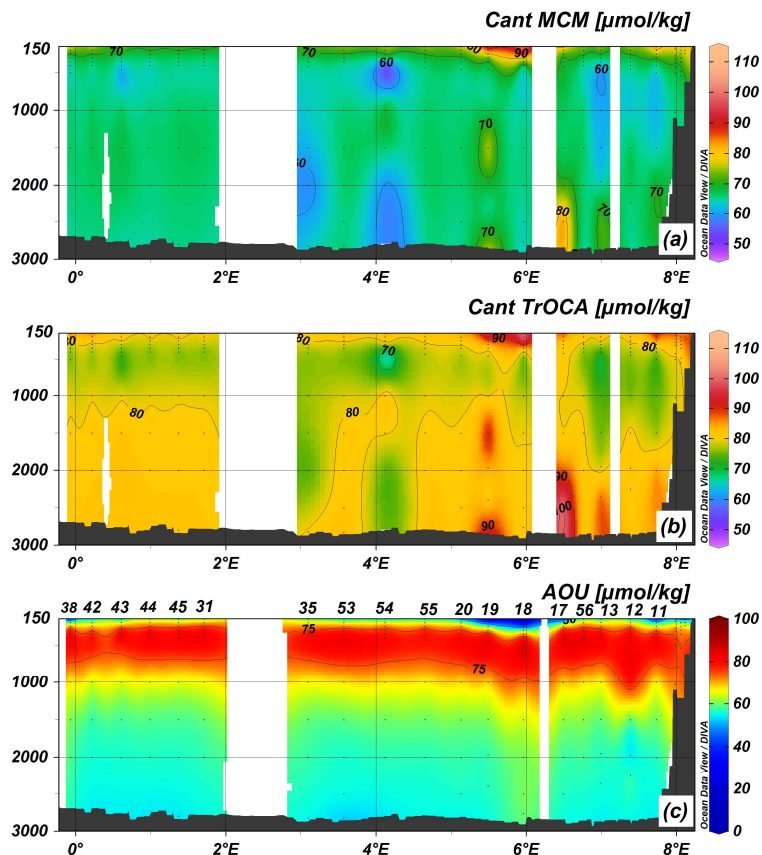 Cant MCM [µmol/kg]
150
1000
2000
3000
70
60
60
70
70
80
90
70
60
80
70
(a)
0°
2°E
4°E
6°E
8°E
110
100
90
80
70
60
50
Ocean Data View / DIVA
Cant TrOCA [µmol/kg]
150
1000
2000
3000
80
80
70
80
90
90
80
90
100
(b)
0°
2°E
4°E
6°E
8°E
110
100
90
80
70
60
50
Ocean Data View / DIVA
AOU [µmol/kg]
38 42 43 44 45 31 35 53 54 55 20 19 18 17 56 13 12 11
150
1000
2000
3000
75
75
75
50
(c)
0°
2°E
4°E
6°E
8°E
100
80
60
40
20
0
Ocean Data View / DIVA